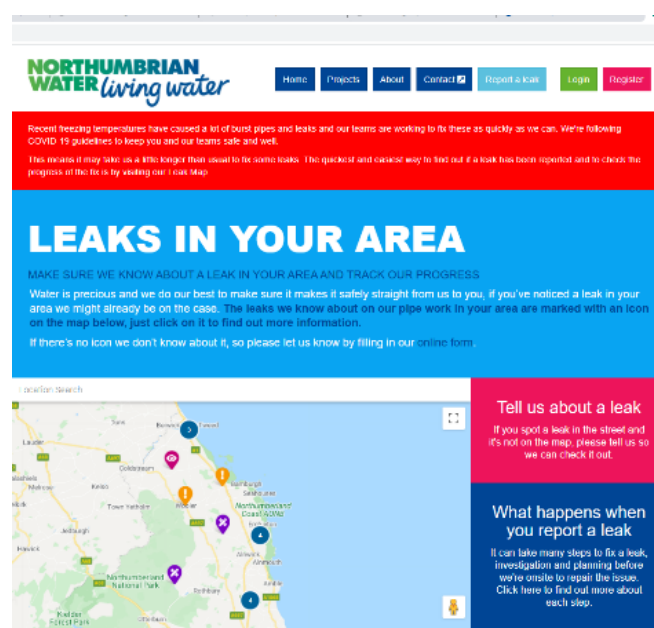 NORTHUMBRIAN
WATER living water
Home
Projects
About
Contact
Report a leak
Login
Register
Recent freezing temperatures have caused a lot of burst pipes and leaks and our teams are working to fix these as quickly as we can. We're following
COVID 19 guidelines to keep you and our teams safe and well.
This means it may take us a little longer than usual to fix some leaks. The quickest and easiest way to find out if a leak has been reported and to check the
progress of the fix is by visiting our Leak Map
LEAKS IN YOUR AREA
MAKE SURE WE KNOW ABOUT A LEAK IN YOUR AREA AND TRACK OUR PROGRESS
Water is precious and we do our best to make sure it makes it safely straight from us to you, if you've noticed a leak in your
area we might already be on the case. The leaks we know about on our pipe work in your area are marked with an icon
on the map below, just click on it to find out more information.
If there's no icon we don't know about it, so please let us know by filling in our online form.
Location Search
Tell us about a leak
If you spot a leak in the street and
it's not on the map, please tell us so
we can check it out.
What happens when
you report a leak
It can take many steps to fix a leak,
investigation and planning before
we're onsite to repair the issue.
Click here to find out more about
each step.
Duns
Lauder
Coldstream
Kelso
Melrose
Bamburgh
Seahouses
Town Yetholm
Wooler
Northumberland
Coast AONB
Jedburgh
4
Hawick
Alnwick
Alnmouth
Northumberland
National Park
Amble
Rothbury
4
Kielder
Forest Park
Otterburn